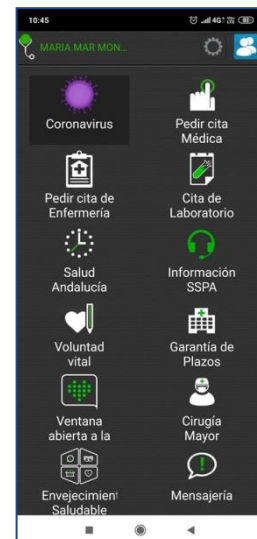 10:45
4G+
MARIA MAR MON...
Coronavirus
Pedir cita
Médica
Pedir cita de
Enfermería
Cita de
Laboratorio
Salud
Andalucía
Información
SSPA
Voluntad
vital
Garantía de
Plazos
Ventana
abierta a la
Cirugía
Mayor
Envejecimient
Saludable
Mensajería